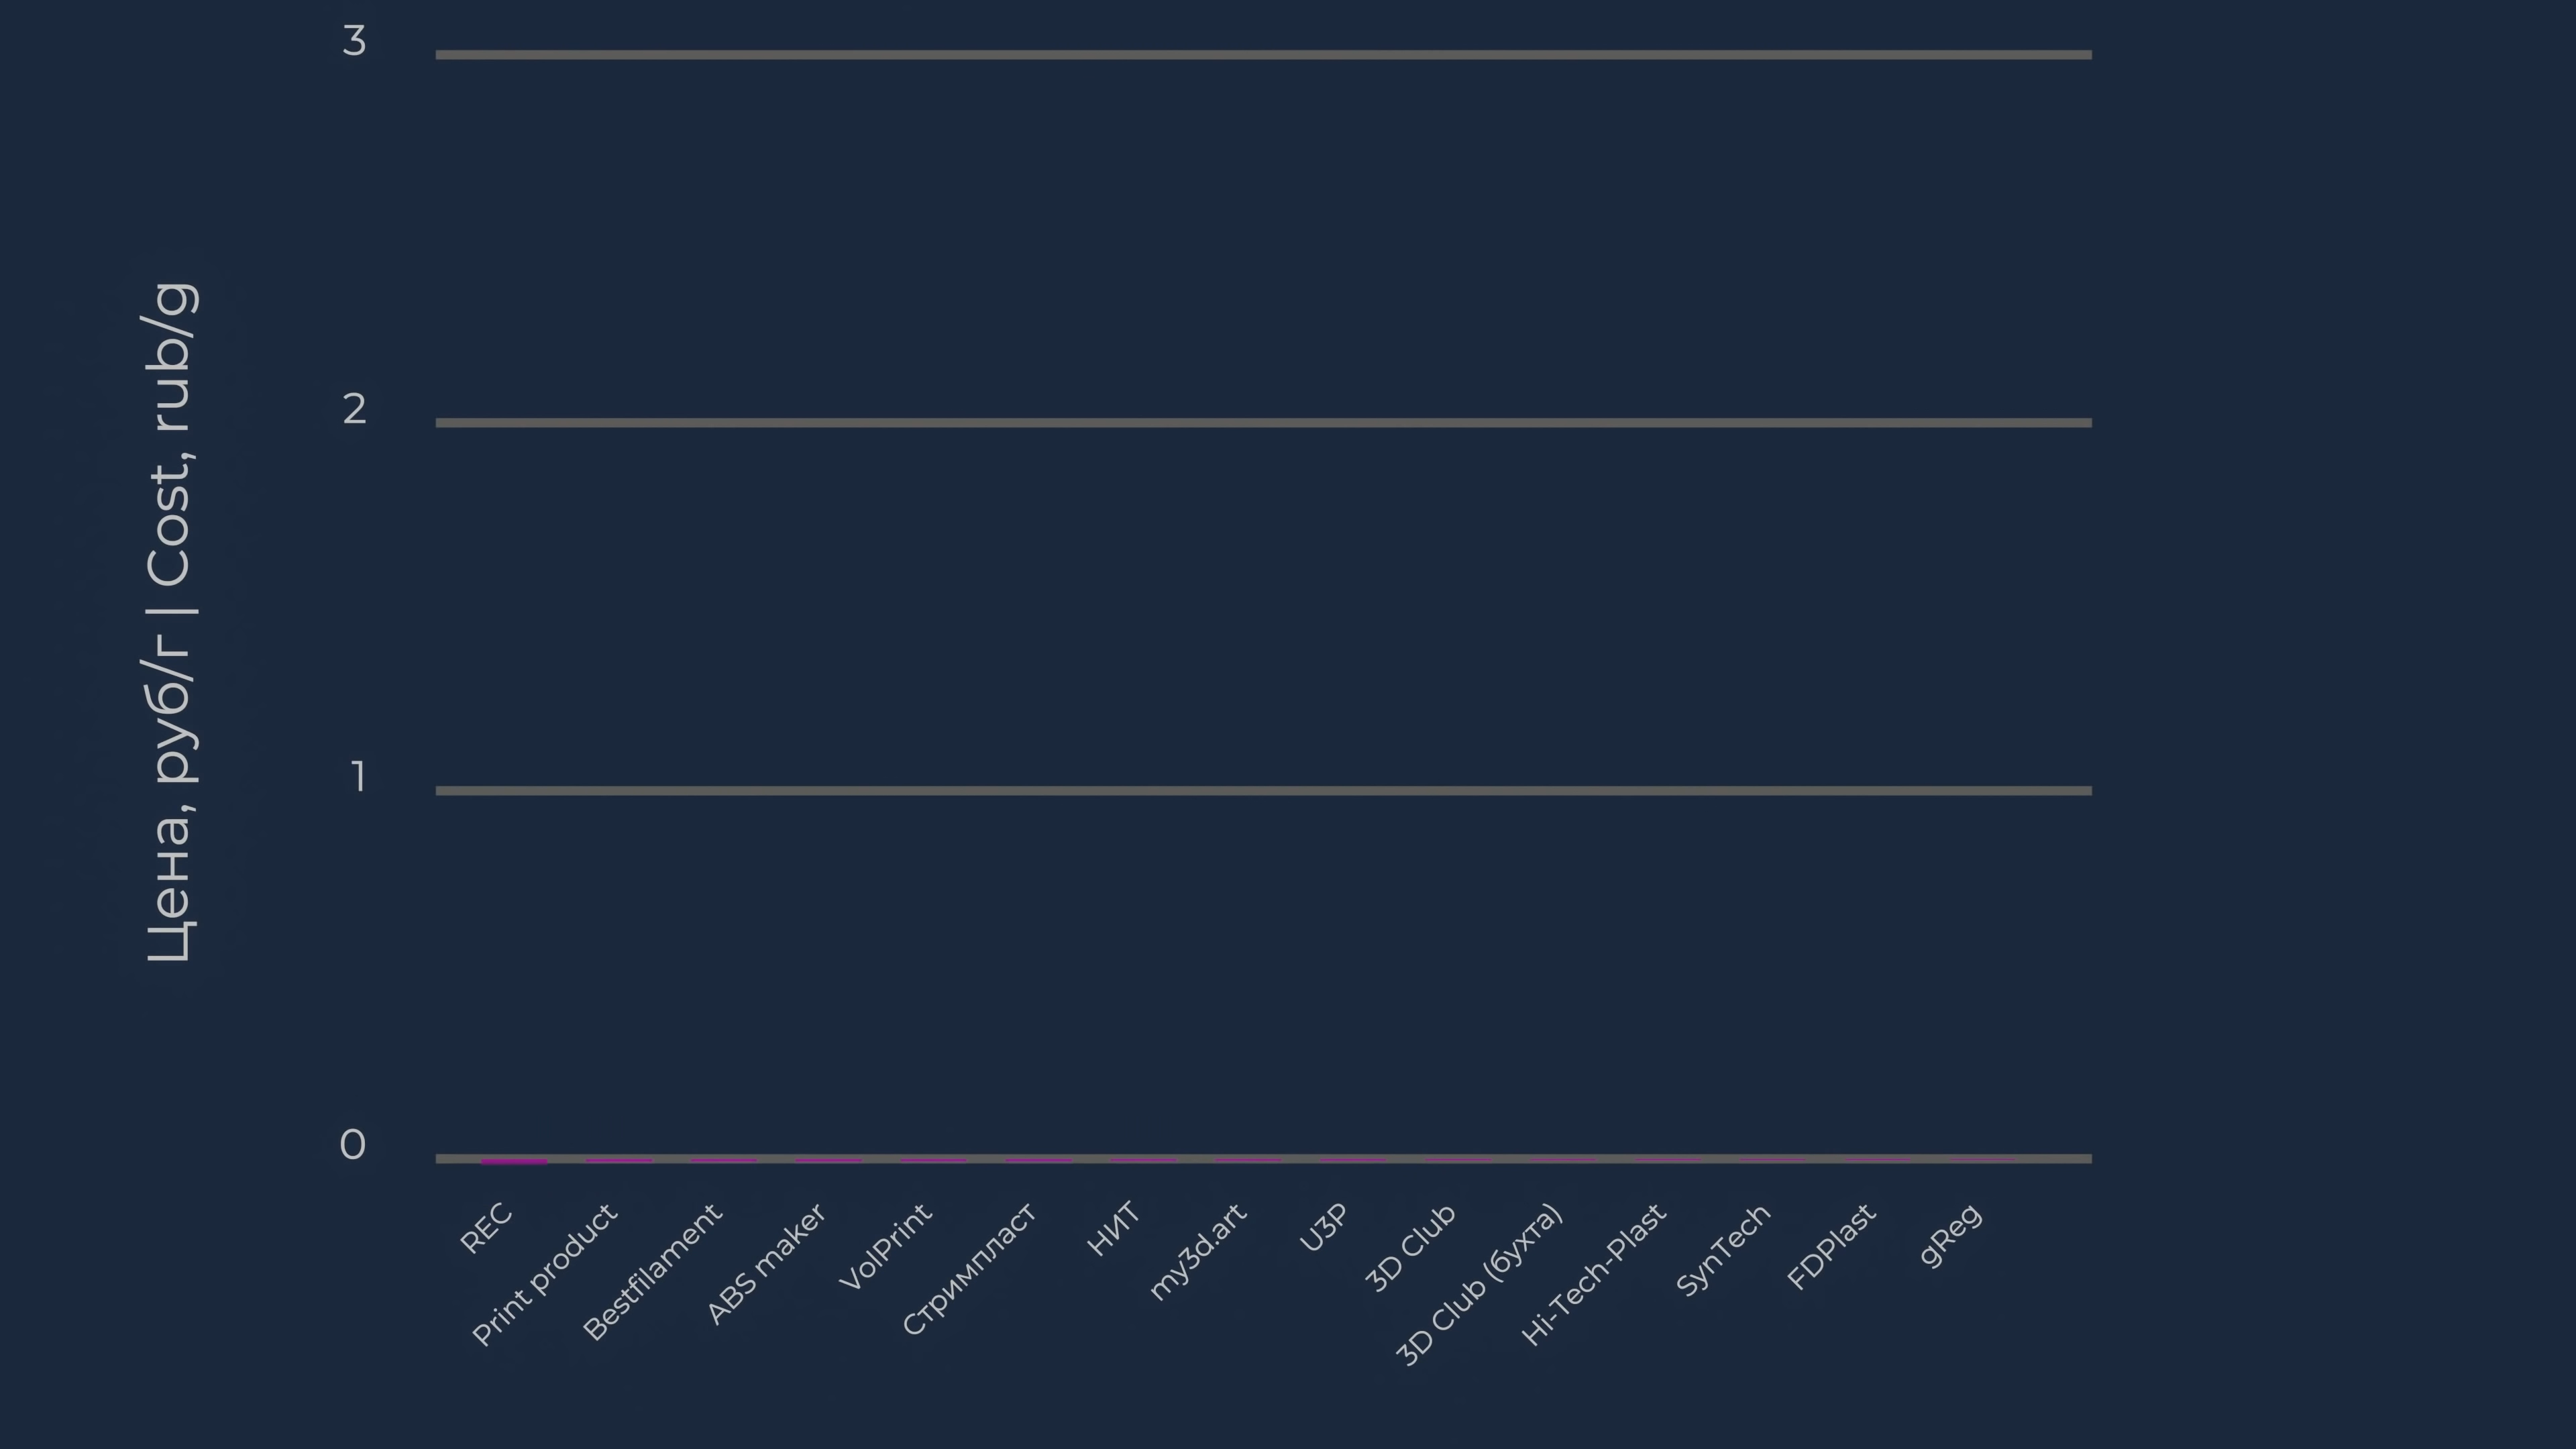 Цена, руб/г | Cost, rub/g
3
2
1
0
REC
Print product
Bestfilament
ABS maker
VolPrint
Стримпласт
НИТ
my3d.art
U3P
3D Club
3D Club (бухта)
Hi-Tech-Plast
SynTech
FDPlast
gReg